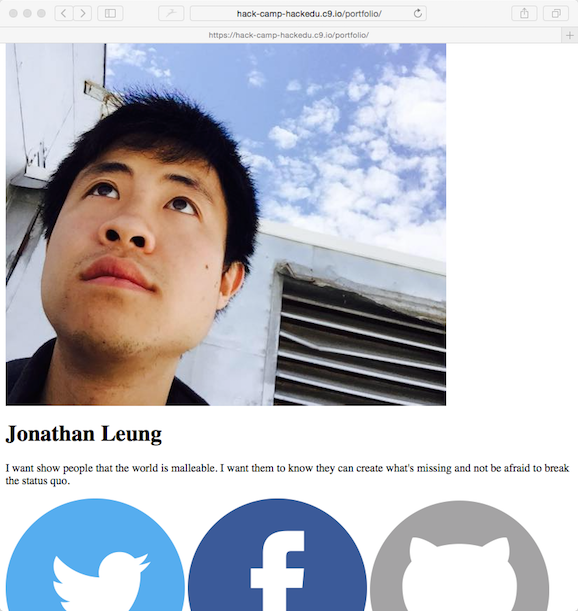 hack-camp-hackedu.c9.io/portfolio/
https://hack-camp-hackedu.c9.io/portfolio/
Jonathan Leung
I want show people that the world is malleable. I want them to know they can create what's missing and not be afraid to break
the status quo.